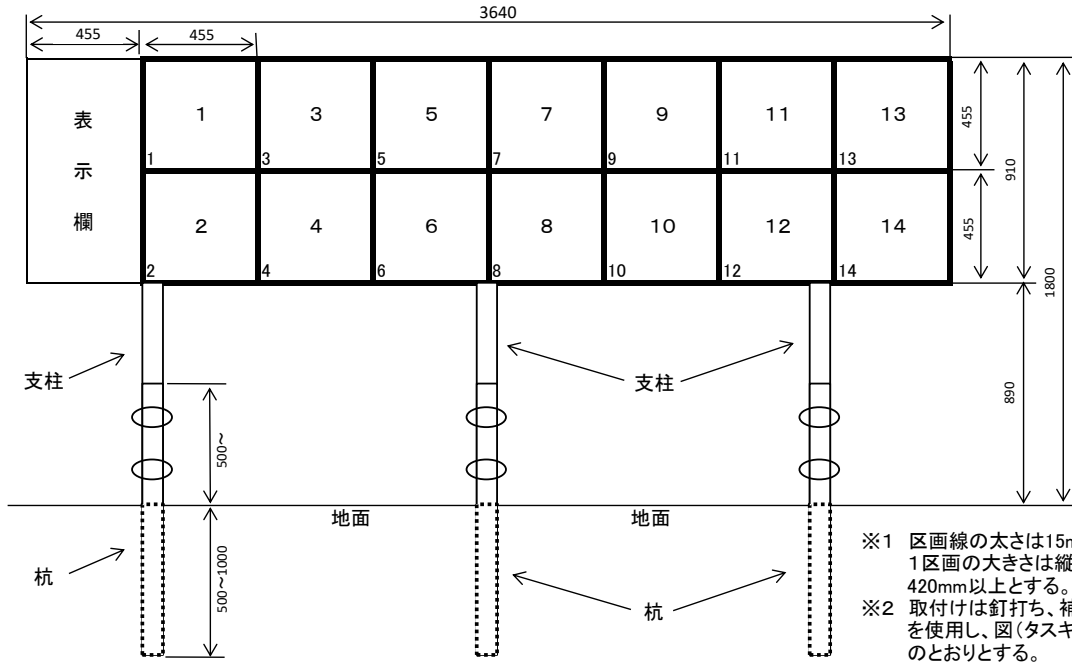 3640
455
455
表
示
欄
1
3
5
7
9
11
13
1
3
5
7
9
11
13
2
4
6
8
10
12
14
2
4
6
8
10
12
14
455
455
910
1800
890
支柱
支柱
500~
地面
地面
杭
500~1000
杭
※1 区画線の太さは15
1区画の大きさは縦
420mm以上とする。
※2 取付けは釘打ち、補
を使用し、図(タスキ
のとおりとする。